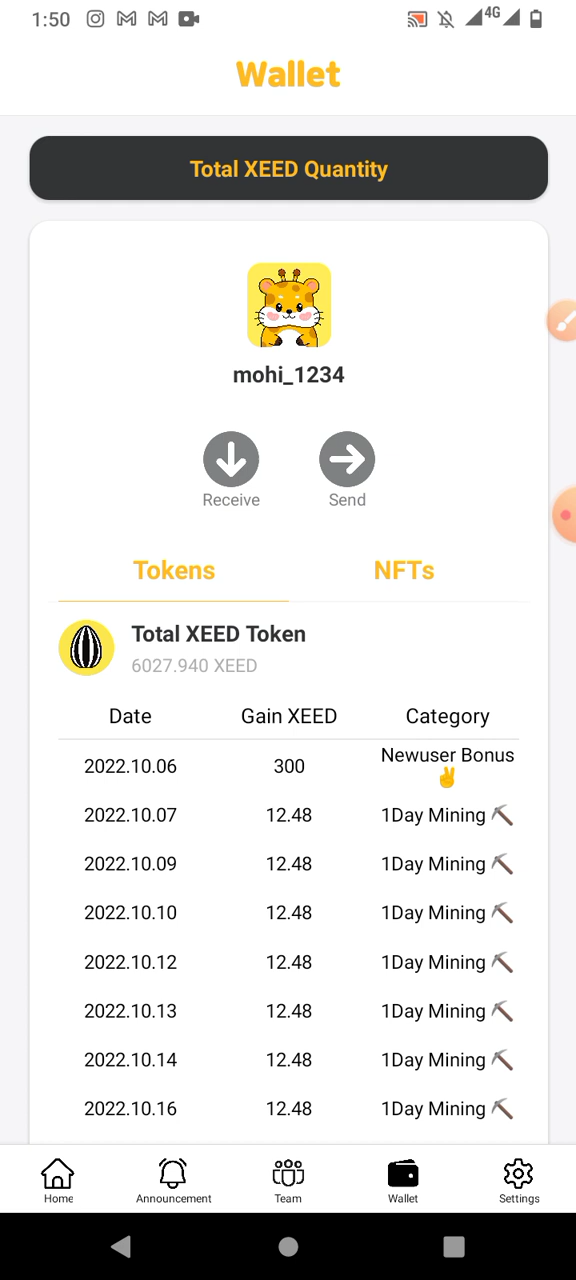 1:50 4G
Wallet
Total XEED Quantity
mohi_1234
Receive Send
Tokens NFTs
Total XEED Token
6027.940 XEED
Date Gain XEED Category
2022.10.06 300 Newuser Bonus ✌
2022.10.07 12.48 1Day Mining ⛏
2022.10.09 12.48 1Day Mining ⛏
2022.10.10 12.48 1Day Mining ⛏
2022.10.12 12.48 1Day Mining ⛏
2022.10.13 12.48 1Day Mining ⛏
2022.10.14 12.48 1Day Mining ⛏
2022.10.16 12.48 1Day Mining ⛏
Home Announcement Team Wallet Settings